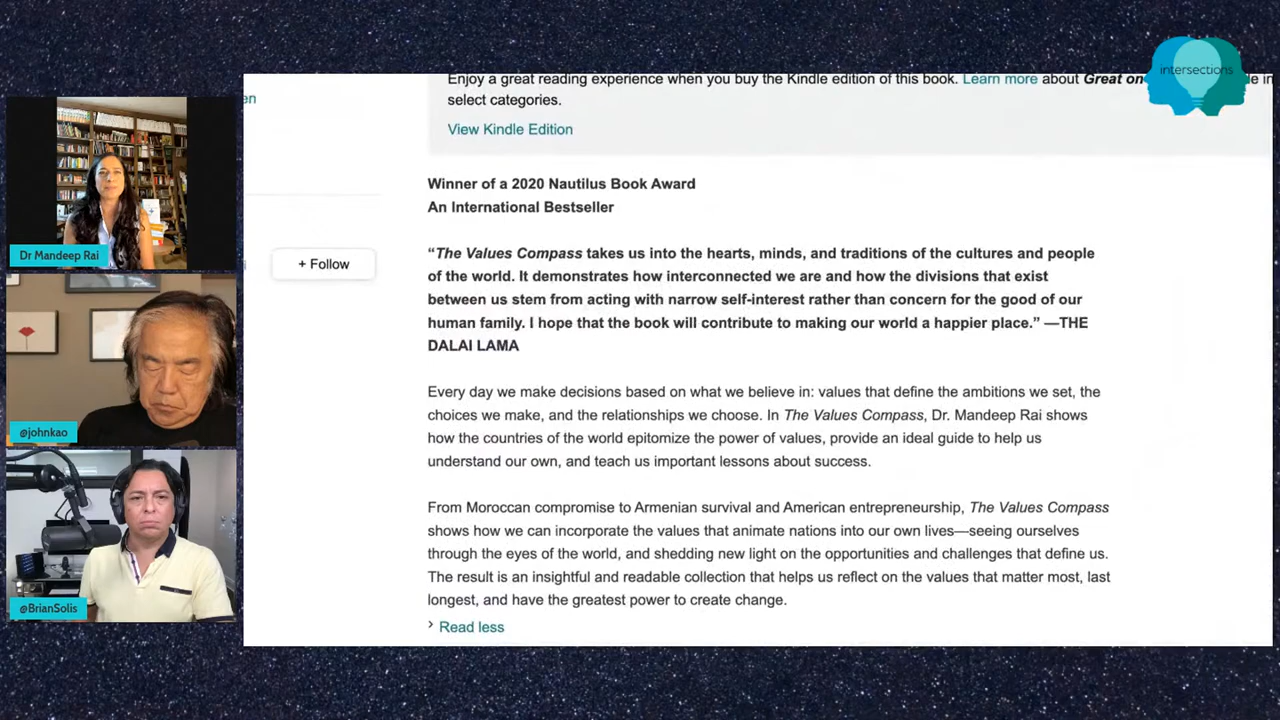 intersections
Enjoy a great reading experience when you buy the Kindle edition of this book. Learn more about Great on
select categories.
View Kindle Edition
Winner of a 2020 Nautilus Book Award
An International Bestseller
+ Follow
“The Values Compass takes us into the hearts, minds, and traditions of the cultures and people
of the world. It demonstrates how interconnected we are and how the divisions that exist
between us stem from acting with narrow self-interest rather than concern for the good of our
human family. I hope that the book will contribute to making our world a happier place.” —THE
DALAI LAMA
Every day we make decisions based on what we believe in: values that define the ambitions we set, the
choices we make, and the relationships we choose. In The Values Compass, Dr. Mandeep Rai shows
how the countries of the world epitomize the power of values, provide an ideal guide to help us
understand our own, and teach us important lessons about success.
From Moroccan compromise to Armenian survival and American entrepreneurship, The Values Compass
shows how we can incorporate the values that animate nations into our own lives—seeing ourselves
through the eyes of the world, and shedding new light on the opportunities and challenges that define us.
The result is an insightful and readable collection that helps us reflect on the values that matter most, last
longest, and have the greatest power to create change.
Read less
Dr Mandeep Rai
@johnkao
@BrianSolis